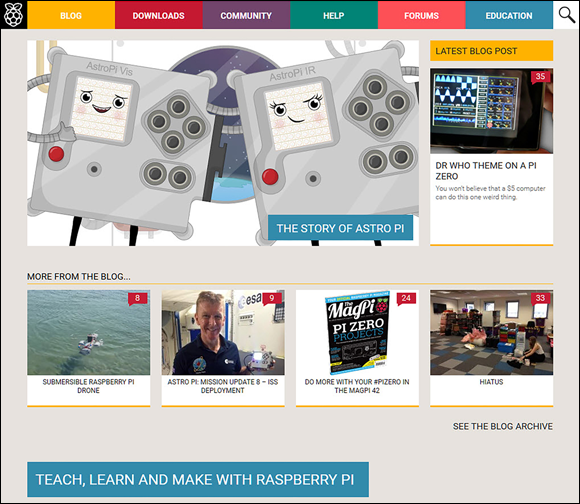 BLOG
DOWNLOADS
COMMUNITY
HELP
FORUMS
EDUCATION
AstroPi Vis
AstroPi IR
THE STORY OF ASTRO PI
LATEST BLOG POST
35
DR WHO THEME ON A PI
ZERO
You won't believe that a $5 computer
can do this one weird thing.
MORE FROM THE BLOG...
8
SUBMERSIBLE RASPBERRY PI
DRONE
9
esa
ASTRO PI: MISSION UPDATE 8 – ISS
DEPLOYMENT
24
The MagPi
PI ZERO
PROJECTS
DO MORE WITH YOUR #PIZERO IN
THE MAGPI 42
33
HIATUS
SEE THE BLOG ARCHIVE
TEACH, LEARN AND MAKE WITH RASPBERRY PI